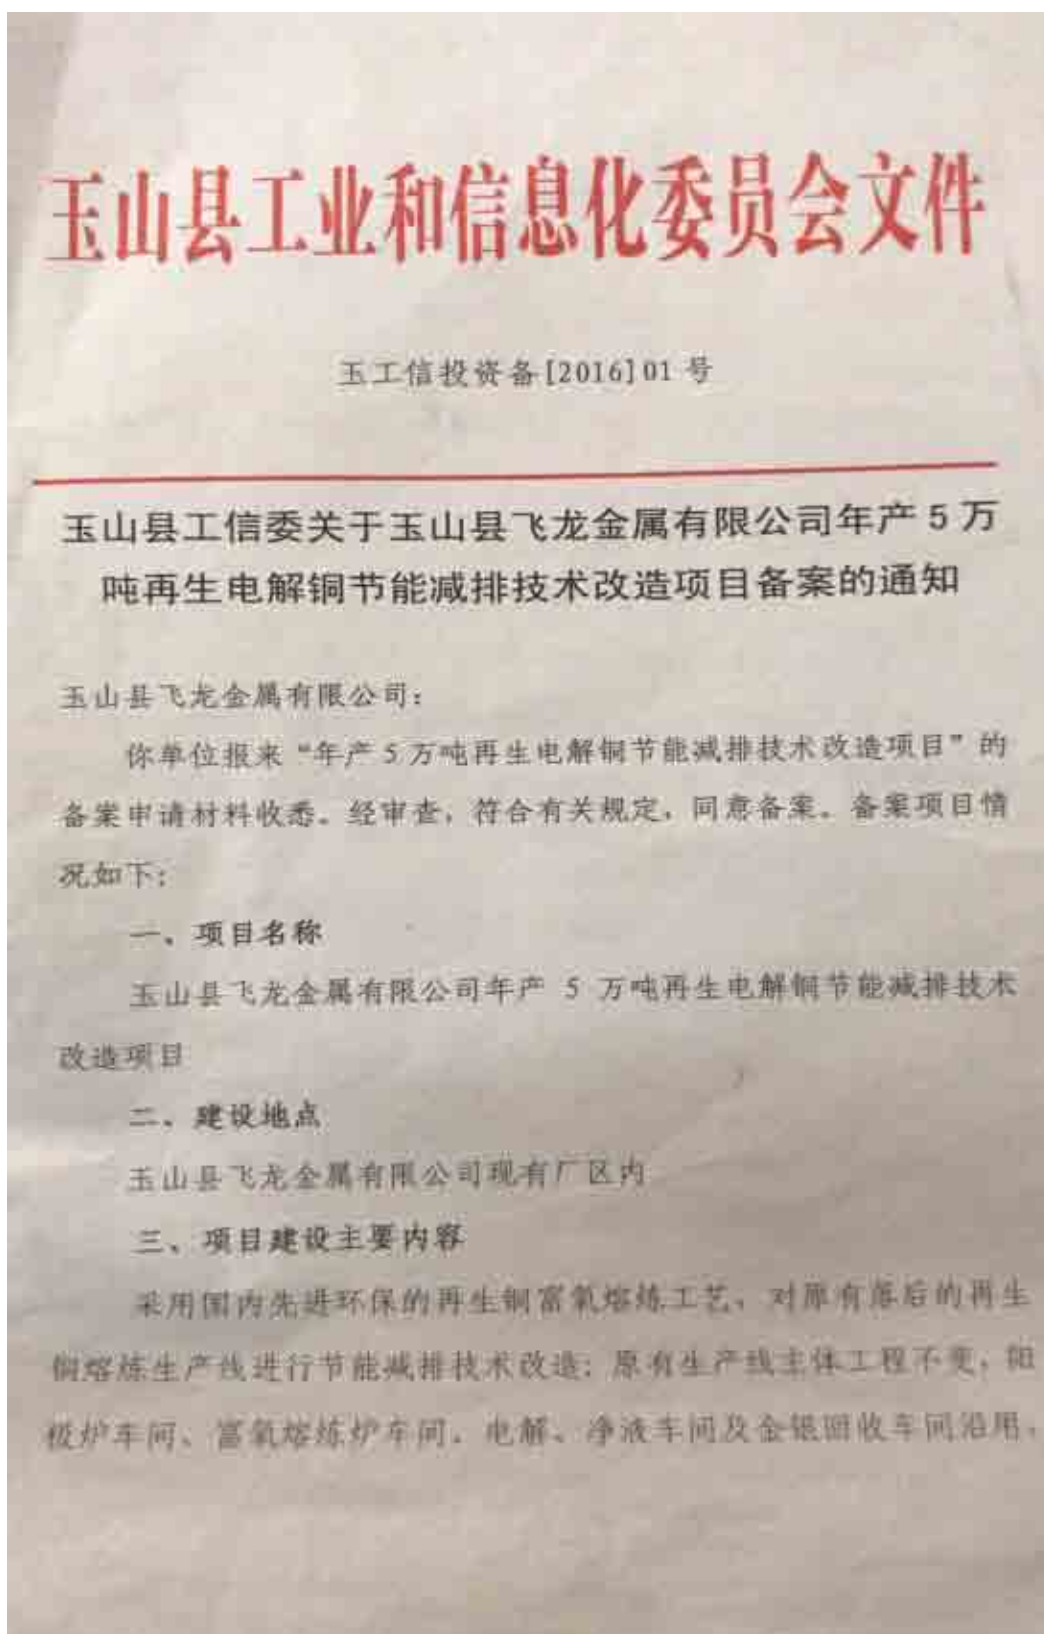 玉山县工业和信息化委员会文件
玉工信投资备[2016]01 号
玉山县工信委关于玉山县飞龙金属有限公司年产5万
吨再生电解铜节能减排技术改造项目备案的通知
玉山县飞龙金属有限公司：
你单位报来“年产5万吨再生电解铜节能减排技术改造项目”的
备案申请材料收悉。经审查，符合有关规定，同意备案。备案项目情
况如下：
一、项目名称
玉山县飞龙金属有限公司年产 5 万吨再生电解铜节能减排技术
改造项目
二、建设地点
玉山县飞龙金属有限公司现有厂区内
三、项目建设主要内容
采用国内先进环保的再生铜富氧熔炼工艺，对原有落后的再生
铜熔炼生产线进行节能减排技术改造；原有生产线主体工程不变，阳
极炉车间、富氧熔炼炉车间、电解、净液车间及金银回收车间沿用，